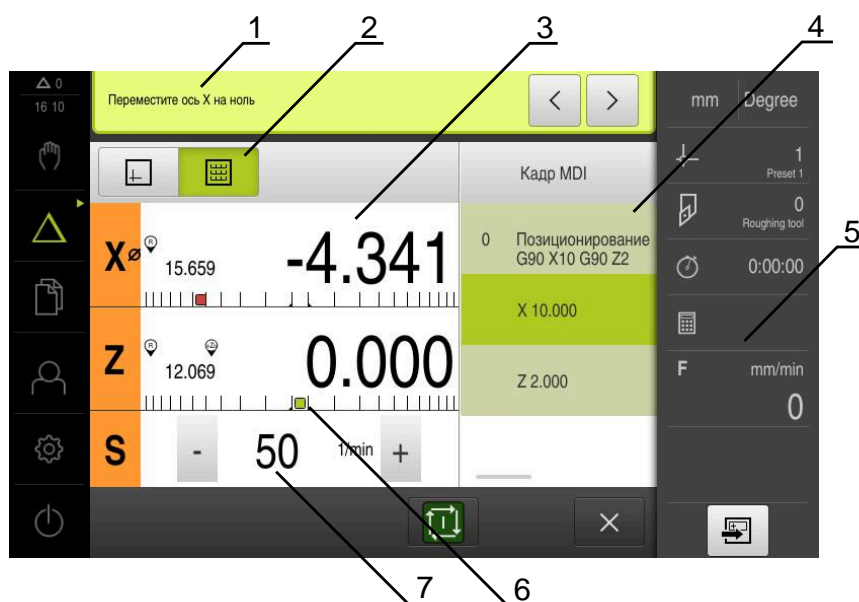 1 2 3 4
0
16 10
Переместите ось X на ноль
< >
mm Degree
1
Preset 1
Кадр MDI
0
Roughing tool
5
X⌀ R 15.659 -4.341
0 Позиционирование
G90 X10 G90 Z2
0:00:00
X 10.000
Z R 12.069 0.000
Z 2.000
F mm/min
0
S - 50 1/min +
7 6